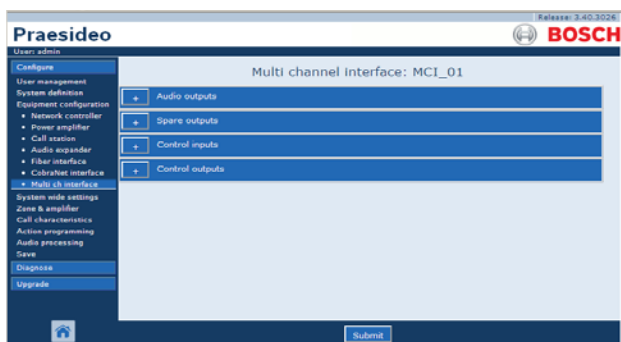 Release: 3.40.3026
Praesideo
BOSCH
User: admin
Configure
User management
System definition
Equipment configuration
• Network controller
• Power amplifier
• Call station
• Audio expander
• Fiber interface
• CobraNet interface
• Multi ch interface
System wide settings
Zone & amplifier
Call characteristics
Action programming
Audio processing
Save
Diagnose
Upgrade
Multi channel interface: MCI_01
+ Audio outputs
+ Spare outputs
+ Control inputs
+ Control outputs
Submit